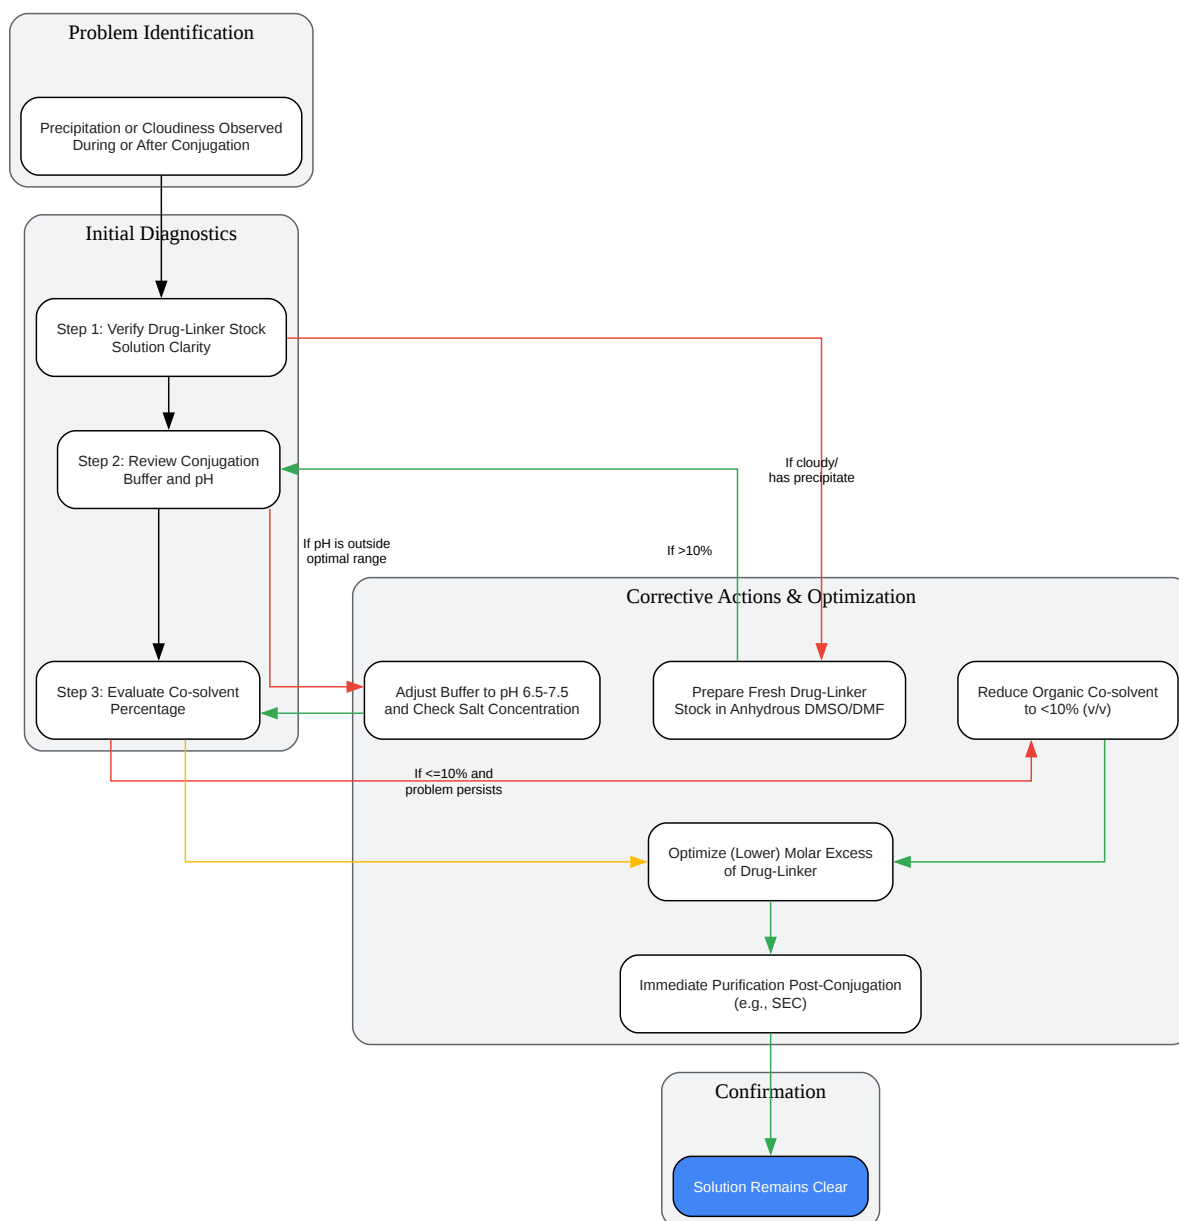 Problem Identification
Precipitation or Cloudiness Observed
During or After Conjugation
Initial Diagnostics
Step 1: Verify Drug-Linker Stock
Solution Clarity
Step 2: Review Conjugation
Buffer and pH
If cloudy/
has precipitate
If pH is outside
optimal range
If >10%
Corrective Actions & Optimization
Step 3: Evaluate Co-solvent
Percentage
Adjust Buffer to pH 6.5-7.5
and Check Salt Concentration
Prepare Fresh Drug-Linker
Stock in Anhydrous DMSO/DMF
Reduce Organic Co-solvent
to <10% (v/v)
If <=10% and
problem persists
Optimize (Lower) Molar Excess
of Drug-Linker
Immediate Purification Post-Conjugation
(e.g., SEC)
Confirmation
Solution Remains Clear